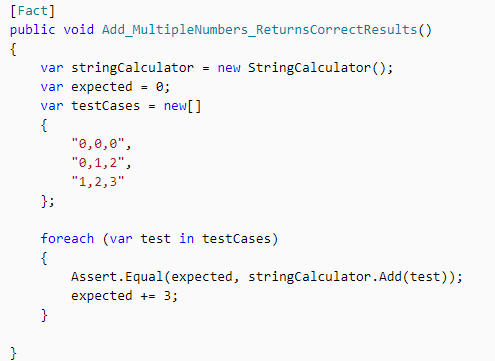 [Fact]
public void Add_MultipleNumbers_ReturnsCorrectResults()
{
    var stringCalculator = new StringCalculator();
    var expected = 0;
    var testCases = new[]
    {
        "0,0,0",
        "0,1,2",
        "1,2,3"
    };

    foreach (var test in testCases)
    {
        Assert.Equal(expected, stringCalculator.Add(test));
        expected += 3;
    }

}